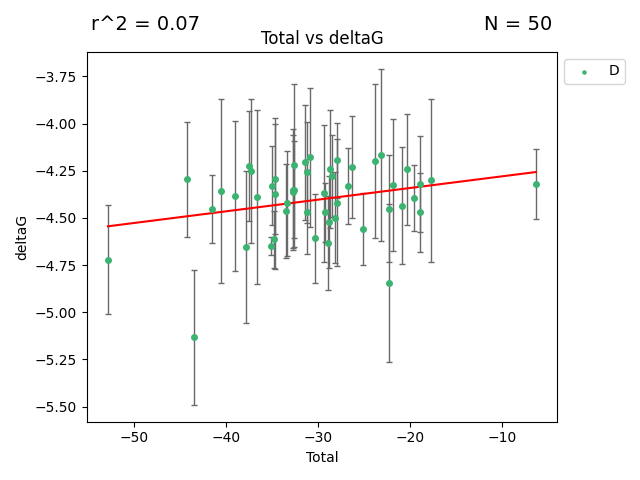 r^2 = 0.07
N = 50
Total vs deltaG
D
deltaG
−3.75
−4.00
−4.25
−4.50
−4.75
−5.00
−5.25
−5.50
−50
−40
−30
−20
−10
Total